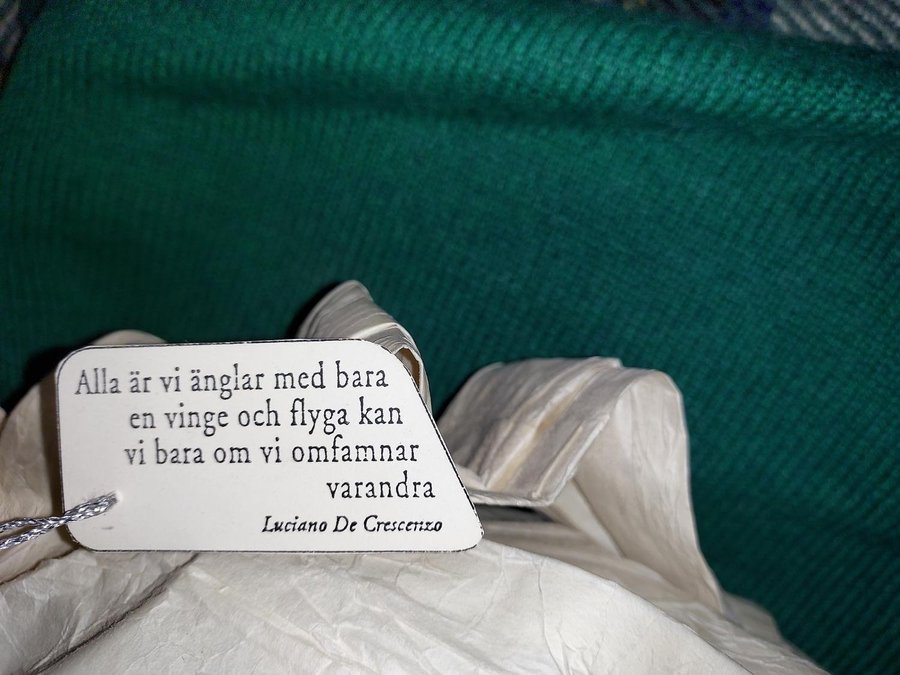 Alla är vi änglar med bara
en vinge och flyga kan
vi bara om vi omfamnar
varandra
Luciano De Crescenzo